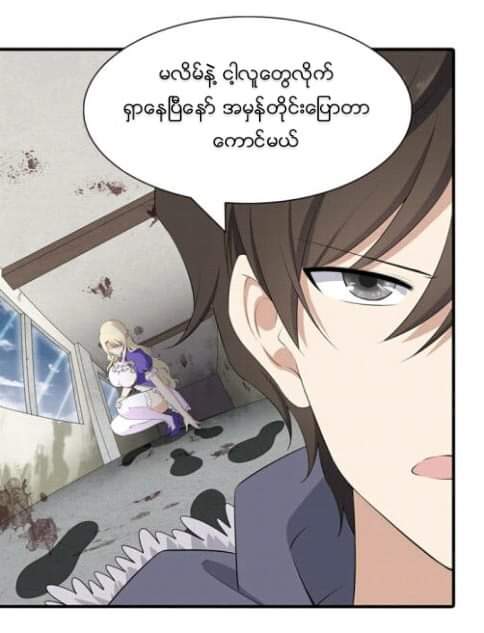 မလိမ်နဲ့ ငါ့လူတွေလိုက်
ရှာနေပြီနော် အမှန်တိုင်းပြောတာ
ကောင်မယ်